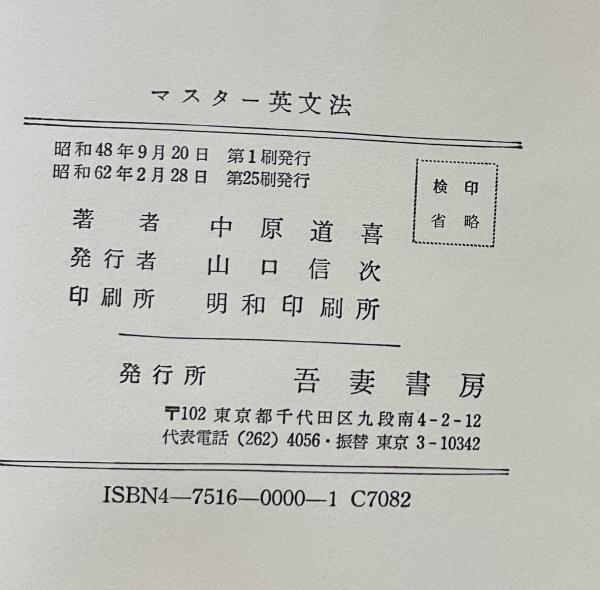 マスター英文法
昭和48年9月20日 第1刷発行
昭和62年2月28日 第25刷発行
検印
省略
著者 中原道喜
発行者 山口信次
印刷所 明和印刷所
発行所 吾妻書房
〒102 東京都千代田区九段南4-2-12
代表電話 (262) 4056・振替 東京 3-10342
ISBN4—7516—0000—1 C7082